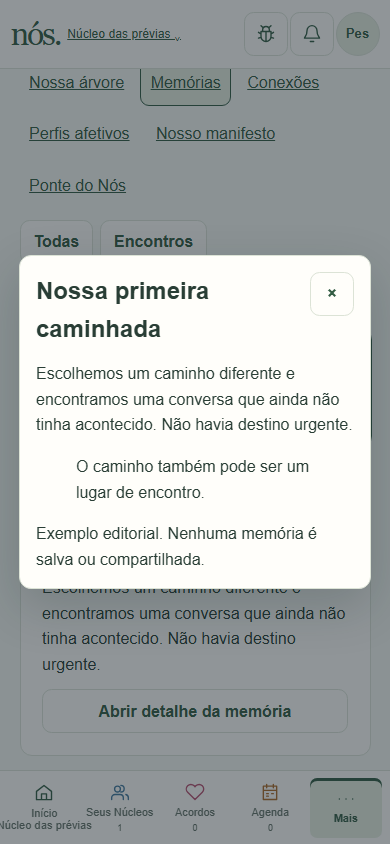 nós. Núcleo das prévias
Pes
Nossa árvore Memórias Conexões
Perfis afetivos Nosso manifesto
Ponte do Nós
Todas Encontros
Nossa primeira
caminhada
×
Escolhemos um caminho diferente e
encontramos uma conversa que ainda não
tinha acontecido. Não havia destino urgente.
O caminho também pode ser um
lugar de encontro.
Exemplo editorial. Nenhuma memória é
salva ou compartilhada.
Escolhemos um caminho diferente e
encontramos uma conversa que ainda não
tinha acontecido. Não havia destino
urgente.
Abrir detalhe da memória
Início Seus Núcleos Acordos Agenda Mais
Núcleo das prévias 1 0 0